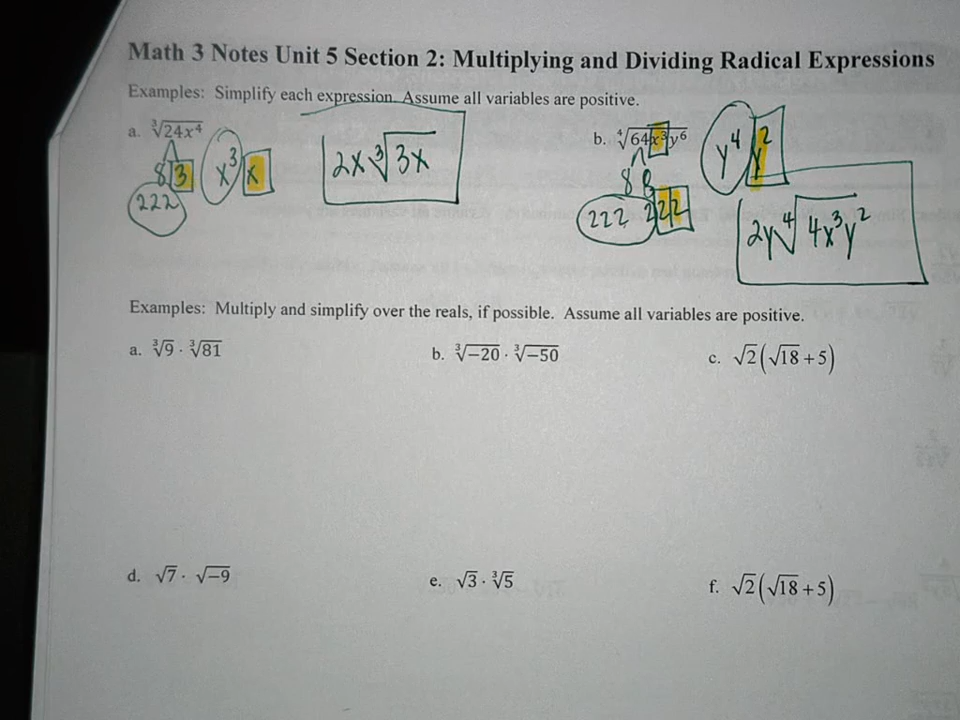 Math 3 Notes Unit 5 Section 2: Multiplying and Dividing Radical Expressions
Examples: Simplify each expression. Assume all variables are positive.
a. ∛24x⁴
8 3 x³ x
222
2x∛3x
b. ∜64x³y⁶
8 8 y⁴ y²
222 222
2y∜4x³y²
Examples: Multiply and simplify over the reals, if possible. Assume all variables are positive.
a. ∛9 · ∛81 b. ∛−20 · ∛−50 c. √2(√18 + 5)
d. √7 · √−9 e. √3 · ∛5 f. √2(√18 + 5)